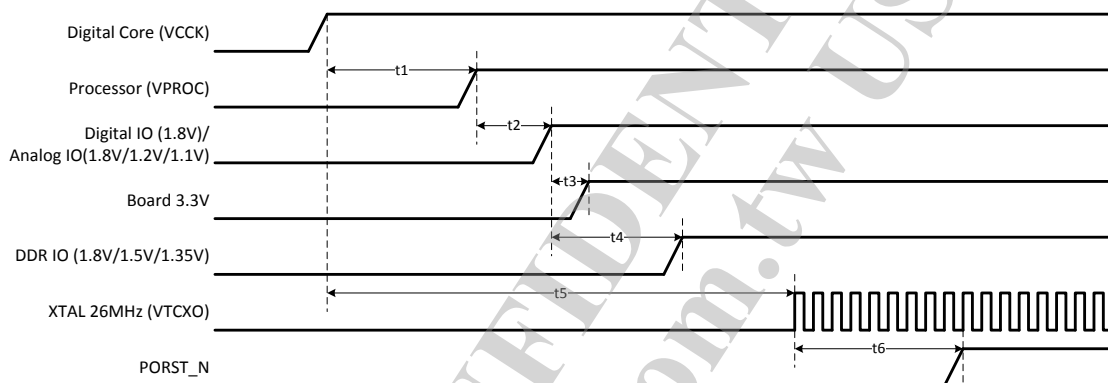 Digital Core (VCCK)
t1
Processor (VPROC)
t2
Digital IO (1.8V)/
Analog IO(1.8V/1.2V/1.1V)
t3
Board 3.3V
t4
DDR IO (1.8V/1.5V/1.35V)
t5
XTAL 26MHz (VTCXO)
t6
PORST_N